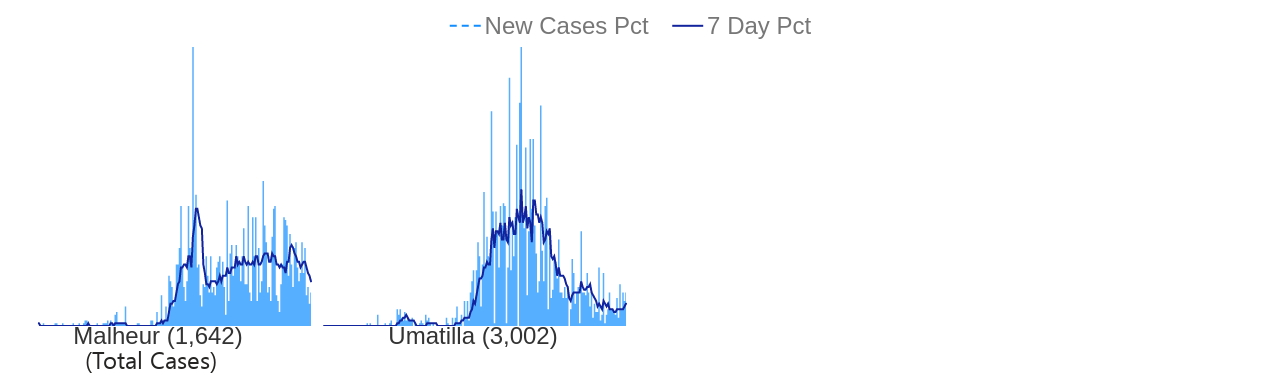 New Cases Pct 7 Day Pct
Malheur (1,642) Umatilla (3,002)
(Total Cases)